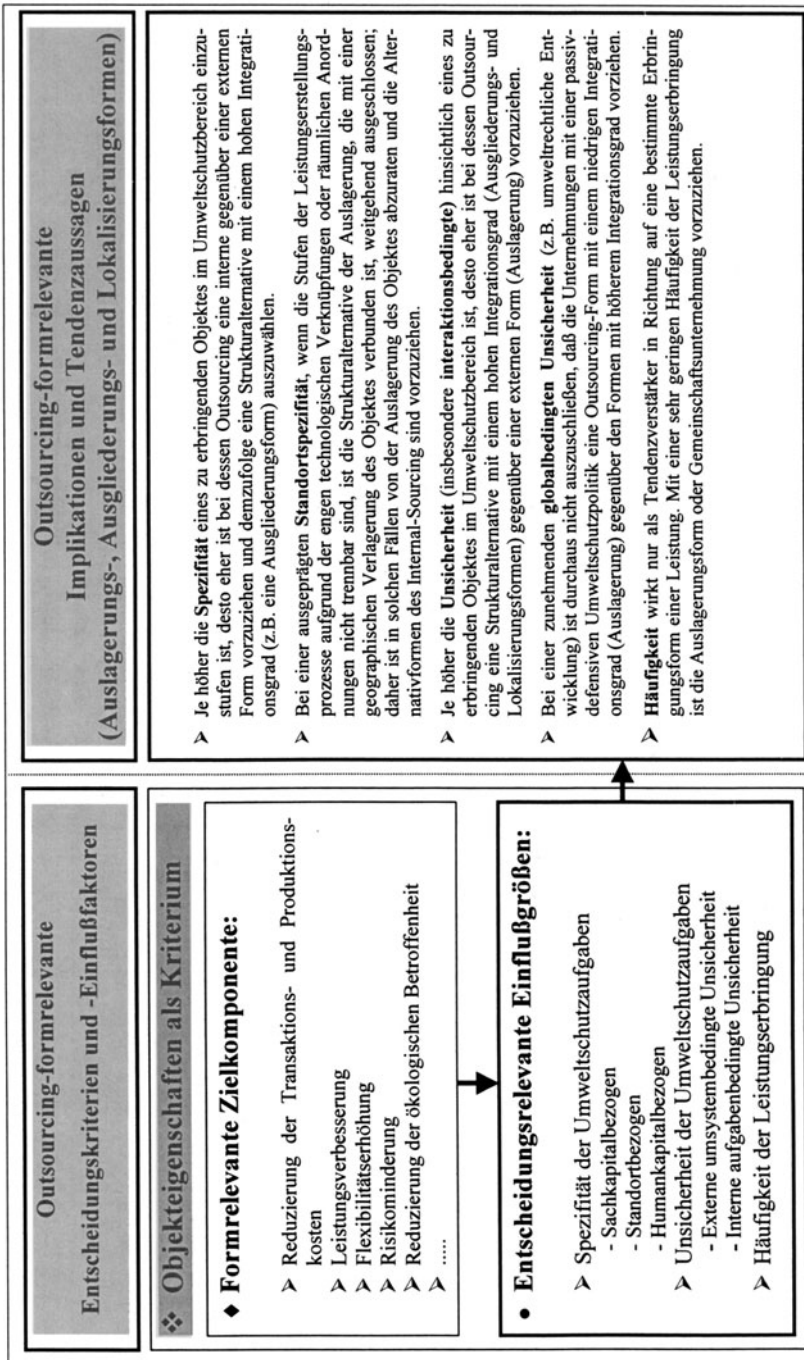 Outsourcing-formrelevante
Entscheidungskriterien und -Einflußfaktoren
❖ Objekteigenschaften als Kriterium
◆ Formrelevante Zielkomponente:
➢ Reduzierung der Transaktions- und Produktions-
kosten
➢ Leistungsverbesserung
➢ Flexibilitätserhöhung
➢ Risikominderung
➢ Reduzierung der ökologischen Betroffenheit
➢ .....
• Entscheidungsrelevante Einflußgrößen:
➢ Spezifität der Umweltschutzaufgaben
- Sachkapitalbezogen
- Standortbezogen
- Humankapitalbezogen
➢ Unsicherheit der Umweltschutzaufgaben
- Externe umsystembedingte Unsicherheit
- Interne aufgabenbedingte Unsicherheit
➢ Häufigkeit der Leistungserbringung
Outsourcing-formrelevante
Implikationen und Tendenzaussagen
(Auslagerungs-, Ausgliederungs- und Lokalisierungsformen)
➢ Je höher die Spezifität eines zu erbringenden Objektes im Umweltschutzbereich einzu-
stufen ist, desto eher ist bei dessen Outsourcing eine interne gegenüber einer externen
Form vorzuziehen und demzufolge eine Strukturalternative mit einem hohen Integrati-
onsgrad (z.B. eine Ausgliederungsform) auszuwählen.
➢ Bei einer ausgeprägten Standortspezifität, wenn die Stufen der Leistungserstellungs-
prozesse aufgrund der engen technologischen Verknüpfungen oder räumlichen Anord-
nungen nicht trennbar sind, ist die Strukturalternative der Auslagerung, die mit einer
geographischen Verlagerung des Objektes verbunden ist, weitgehend ausgeschlossen;
daher ist in solchen Fällen von der Auslagerung des Objektes abzuraten und die Alter-
nativformen des Internal-Sourcing sind vorzuziehen.
➢ Je höher die Unsicherheit (insbesondere interaktionsbedingte) hinsichtlich eines zu
erbringenden Objektes im Umweltschutzbereich ist, desto eher ist bei dessen Outsour-
cing eine Strukturalternative mit einem hohen Integrationsgrad (Ausgliederungs- und
Lokalisierungsformen) gegenüber einer externen Form (Auslagerung) vorzuziehen.
➢ Bei einer zunehmenden globalbedingten Unsicherheit (z.B. umweltrechtliche Ent-
wicklung) ist durchaus nicht auszuschließen, daß die Unternehmungen mit einer passiv-
defensiven Umweltschutzpolitik eine Outsourcing-Form mit einem niedrigen Integrati-
onsgrad (Auslagerung) gegenüber den Formen mit höherem Integrationsgrad vorziehen.
➢ Häufigkeit wirkt nur als Tendenzverstärker in Richtung auf eine bestimmte Erbrin-
gungsform einer Leistung. Mit einer sehr geringen Häufigkeit der Leistungserbringung
ist die Auslagerungsform oder Gemeinschaftsunternehmung vorzuziehen.